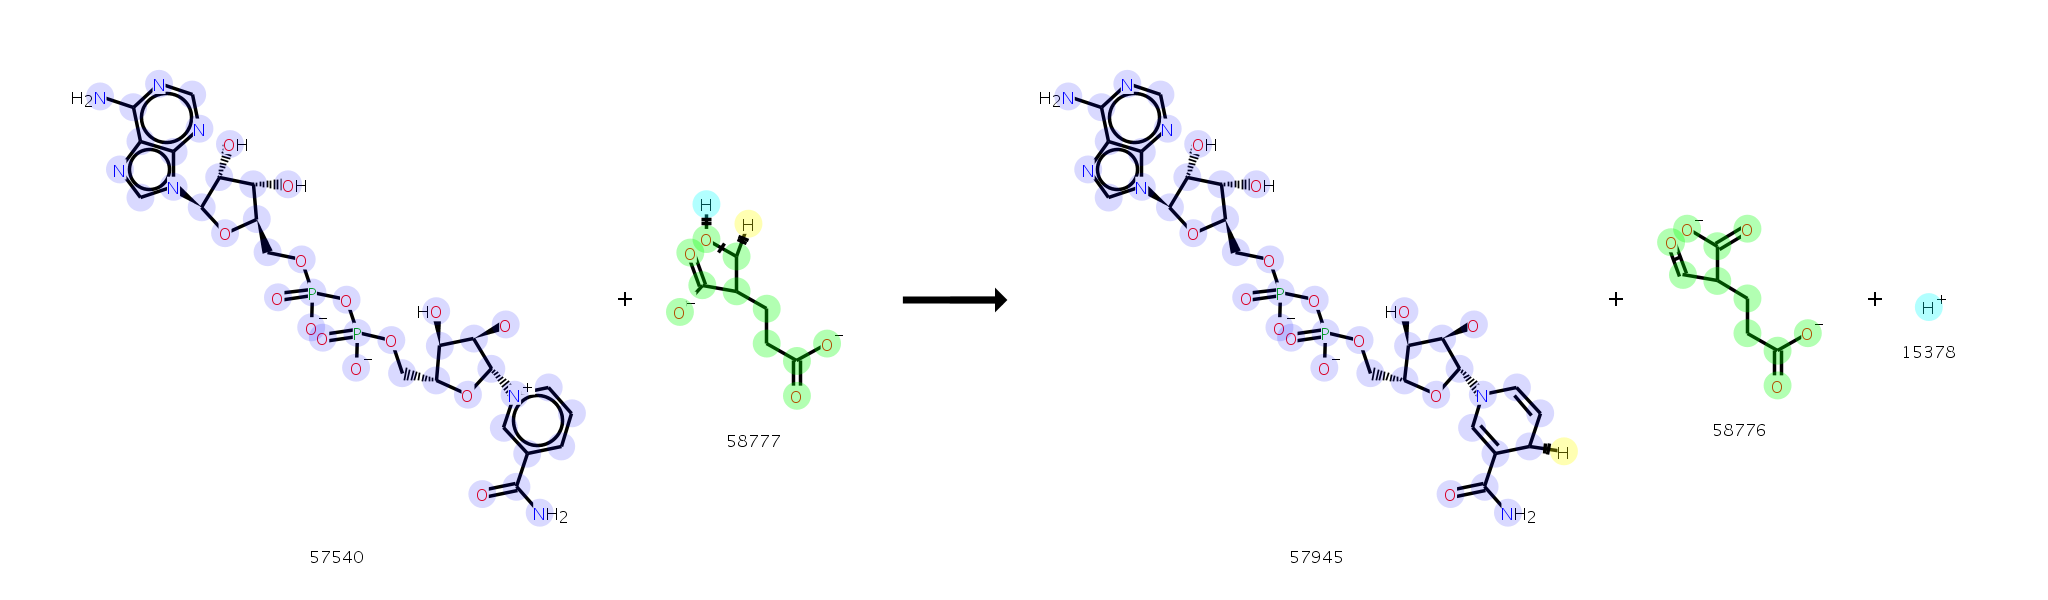 H2N N N N N OH OH O O O P O O O- O P O O- HO O O N+ O NH2
57540
+
H H O O O- O- O
58777
H2N N N N N OH OH O O O P O O O- O P O O- HO O O N H O NH2
57945
+
O- O O O- O
58776
+
H+
15378